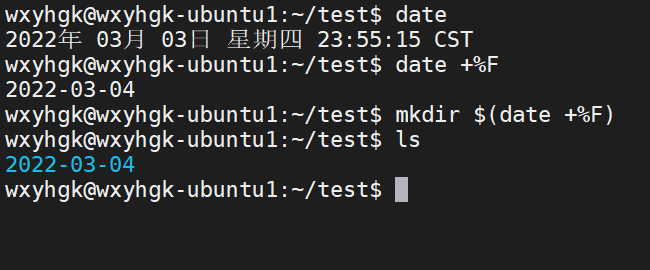 wxyhgk@wxyhgk-ubuntu1:~/test$ date
2022年 03月 03日 星期四 23:55:15 CST
wxyhgk@wxyhgk-ubuntu1:~/test$ date +%F
2022-03-04
wxyhgk@wxyhgk-ubuntu1:~/test$ mkdir $(date +%F)
wxyhgk@wxyhgk-ubuntu1:~/test$ ls
2022-03-04
wxyhgk@wxyhgk-ubuntu1:~/test$